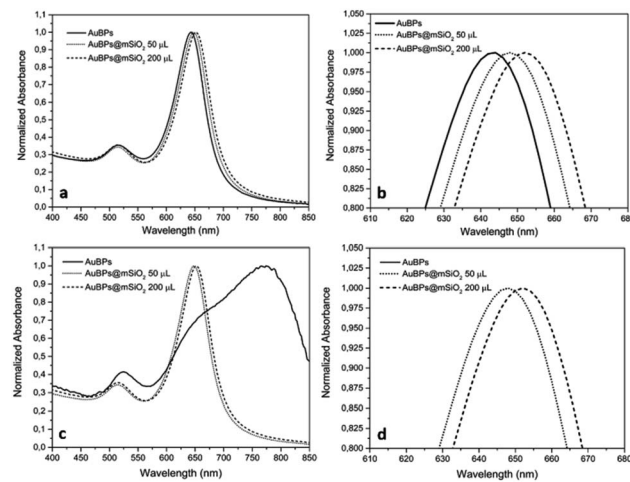 AuBPs
AuBPs@mSiO₂ 50 μL
AuBPs@mSiO₂ 200 μL
1,0
0,9
0,8
0,7
0,6
0,5
0,4
0,3
0,2
0,1
0,0
Normalized Absorbance
a
400 450 500 550 600 650 700 750 800 850
Wavelength (nm)
AuBPs
AuBPs@mSiO₂ 50 μL
AuBPs@mSiO₂ 200 μL
1,050
1,025
1,000
0,975
0,950
0,925
0,900
0,875
0,850
0,825
0,800
Normalized Absorbance
b
610 620 630 640 650 660 670 680
Wavelength (nm)
AuBPs
AuBPs@mSiO₂ 50 μL
AuBPs@mSiO₂ 200 μL
1,1
1,0
0,9
0,8
0,7
0,6
0,5
0,4
0,3
0,2
0,1
0,0
Normalized Absorbance
c
400 450 500 550 600 650 700 750 800 850
Wavelength (nm)
AuBPs
AuBPs@mSiO₂ 50 μL
AuBPs@mSiO₂ 200 μL
1,050
1,025
1,000
0,975
0,950
0,925
0,900
0,875
0,850
0,825
0,800
Normalized Absorbance
d
610 620 630 640 650 660 670 680
Wavelength (nm)